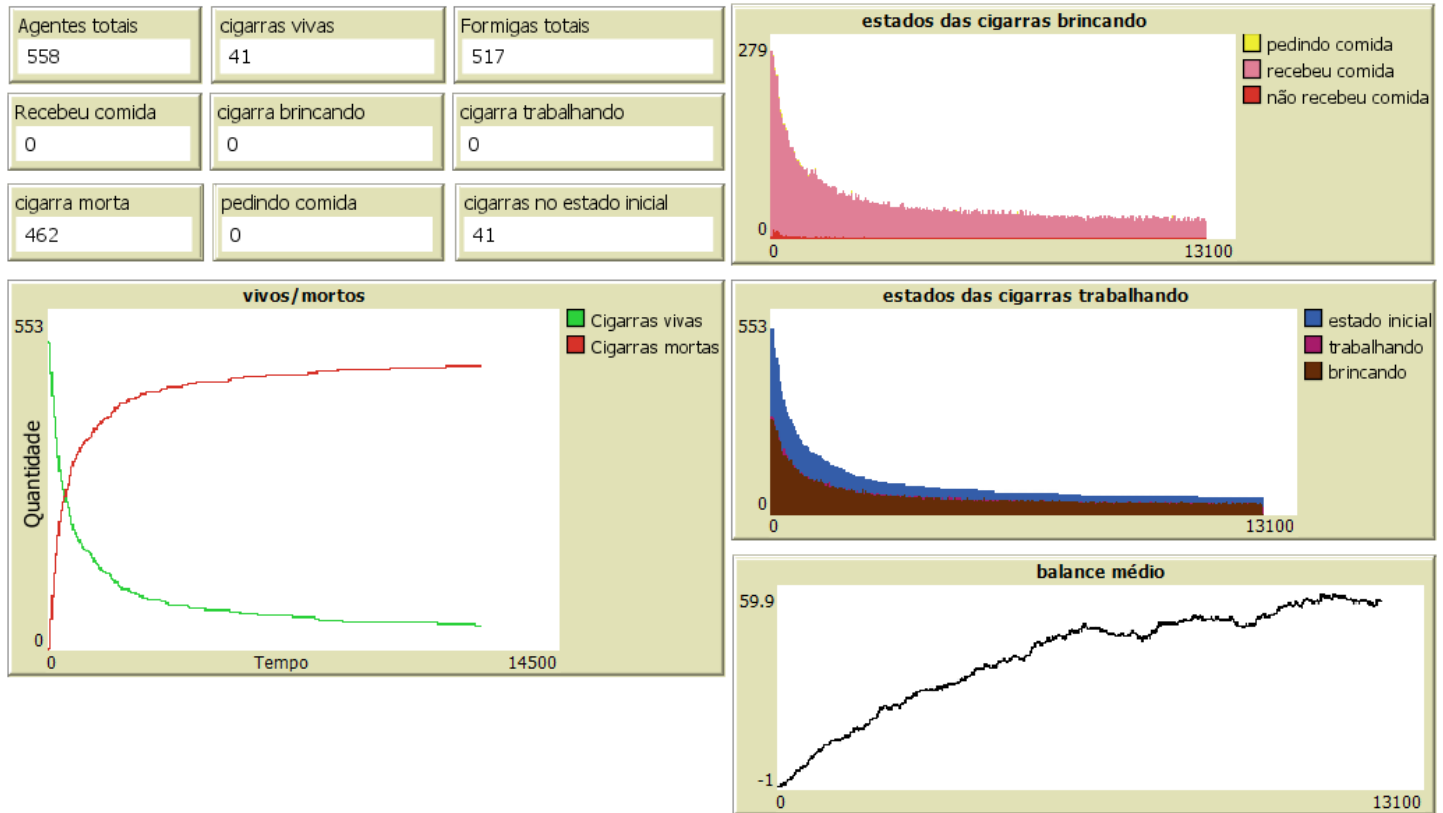 Agentes totais
558
cigarras vivas
41
Formigas totais
517
Recebeu comida
0
cigarra brincando
0
cigarra trabalhando
0
cigarra morta
462
pedindo comida
0
cigarras no estado inicial
41
vivos/mortos
553
Quantidade
0
0
Tempo
14500
Cigarras vivas
Cigarras mortas
estados das cigarras brincando
279
0
0
13100
pedindo comida
recebeu comida
não recebeu comida
estados das cigarras trabalhando
553
0
0
13100
estado inicial
trabalhando
brincando
balance médio
59.9
-1
0
13100